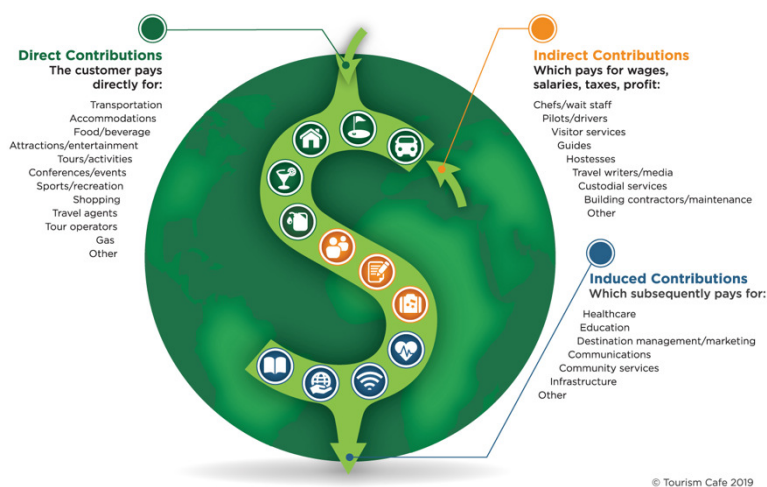 Direct Contributions
The customer pays
directly for:
Transportation
Accommodations
Food/beverage
Attractions/entertainment
Tours/activities
Conferences/events
Sports/recreation
Shopping
Travel agents
Tour operators
Gas
Other
Indirect Contributions
Which pays for wages,
salaries, taxes, profit:
Chefs/wait staff
Pilots/drivers
Visitor services
Guides
Hostesses
Travel writers/media
Custodial services
Building contractors/maintenance
Other
Induced Contributions
Which subsequently pays for:
Healthcare
Education
Destination management/marketing
Communications
Community services
Infrastructure
Other
© Tourism Cafe 2019